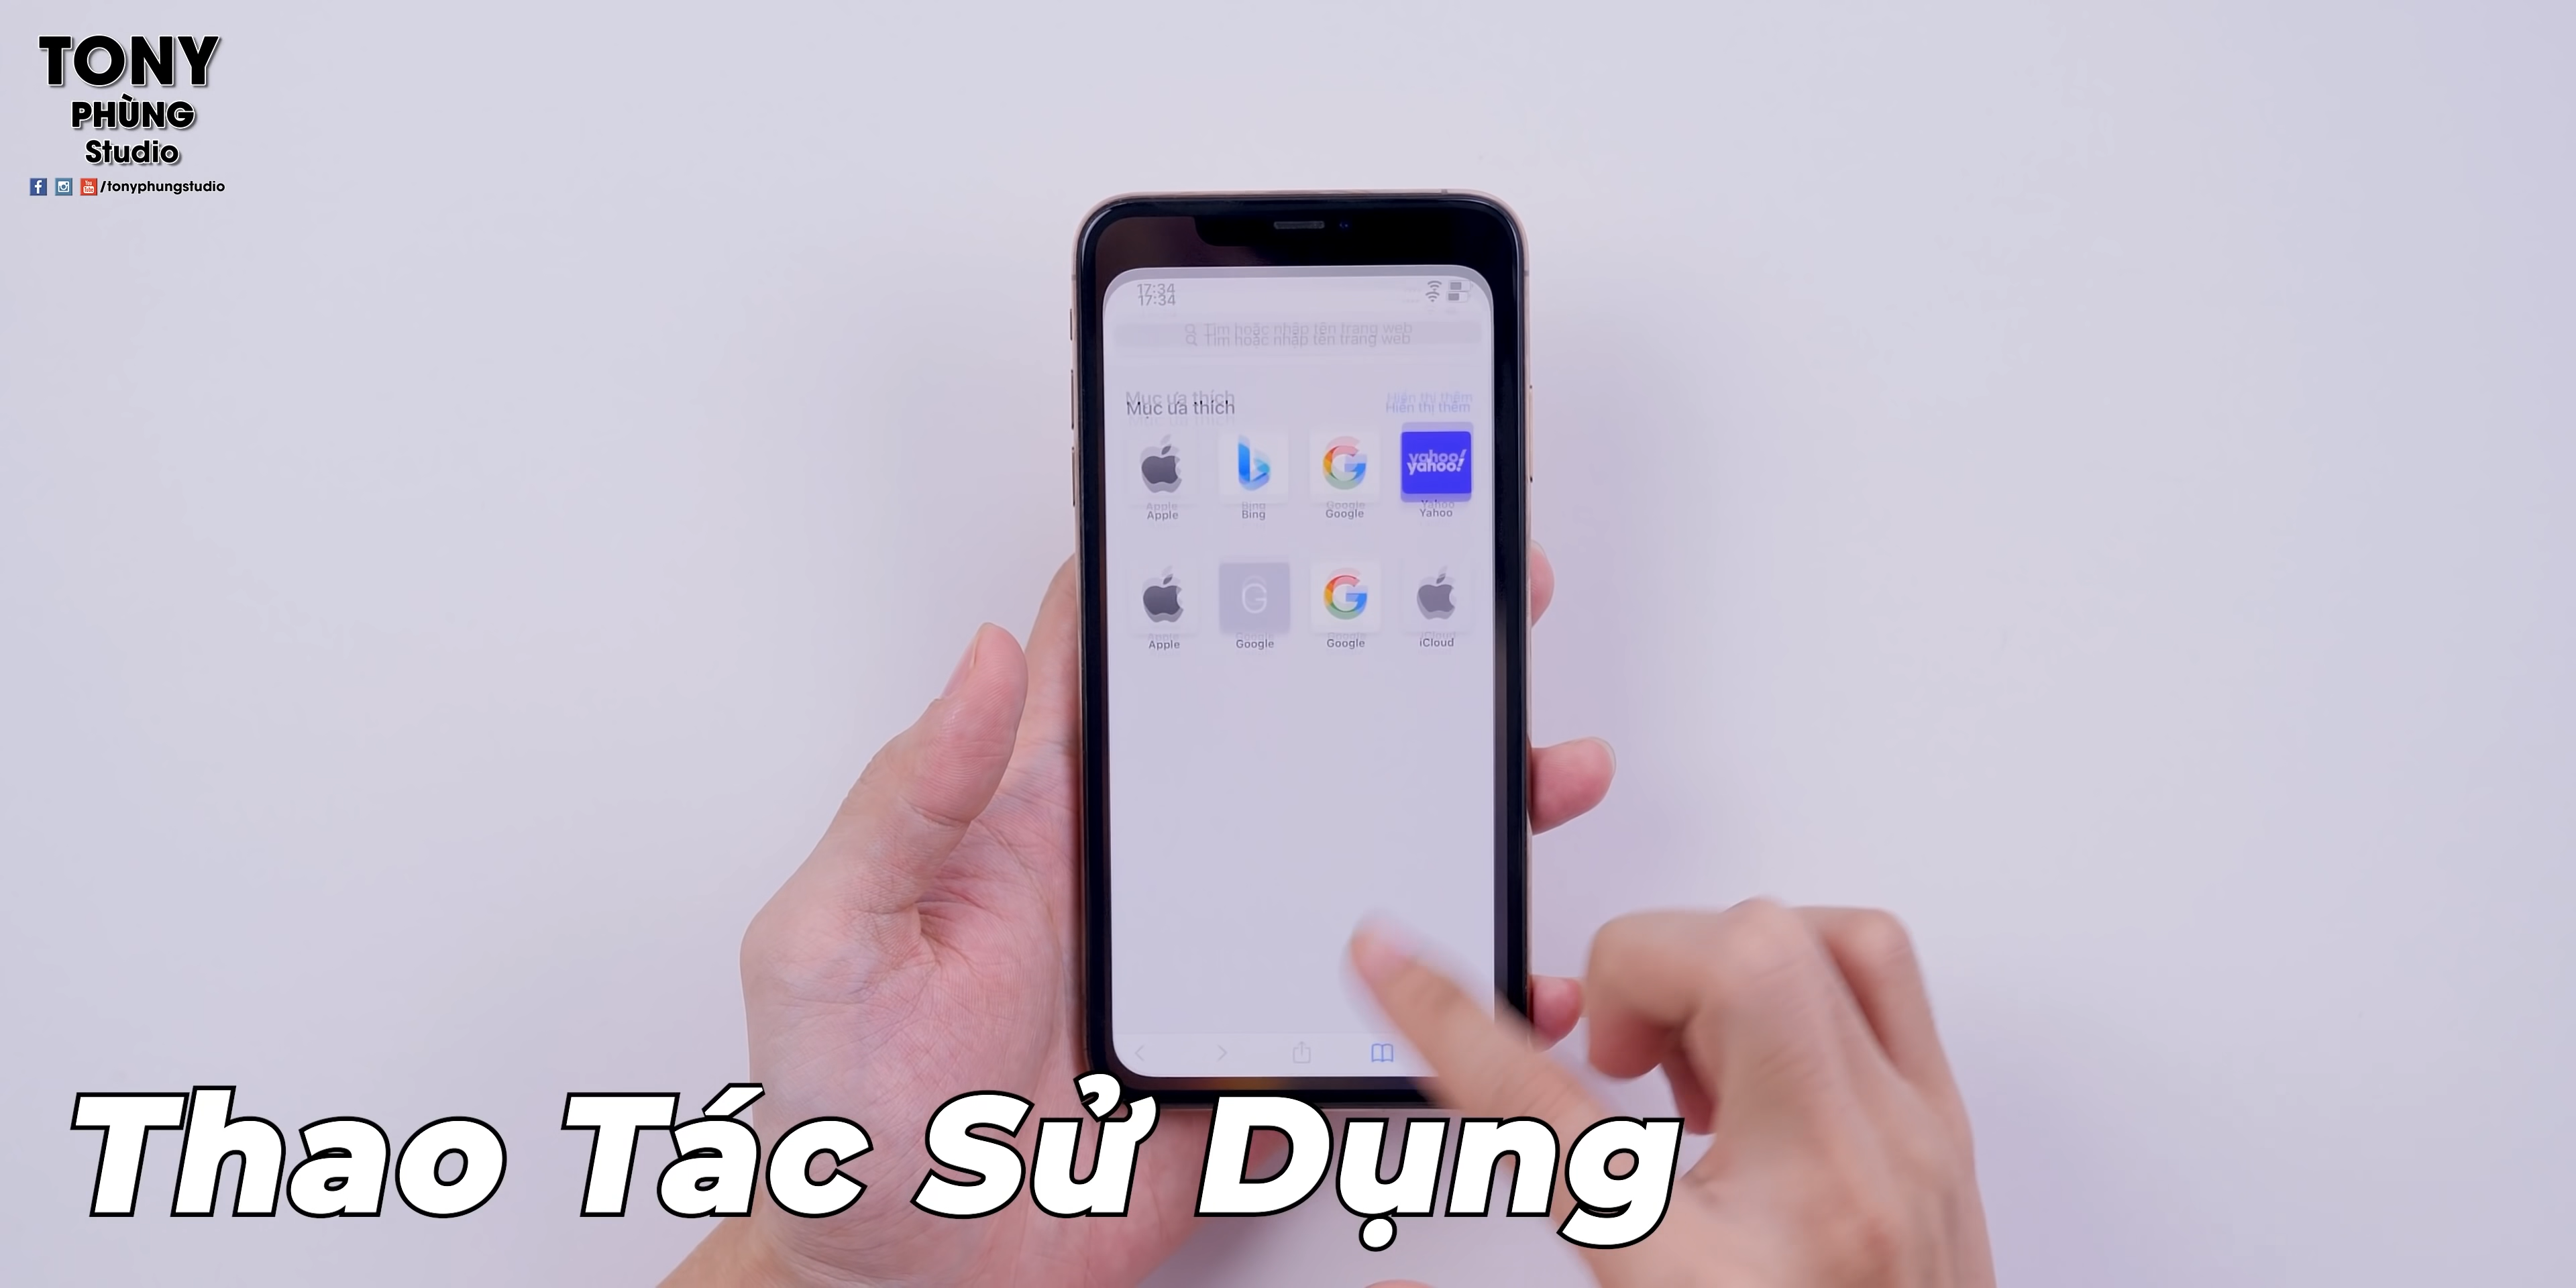 TONY
PHÙNG
Studio
/tonyphungstudio
17:34
Tìm hoặc nhập tên trang web
Mục ưa thích
Hiển thị thêm
yahoo!
Apple
Bing
Google
Yahoo
Apple
Google
Google
iCloud
Thao Tác Sử Dụng